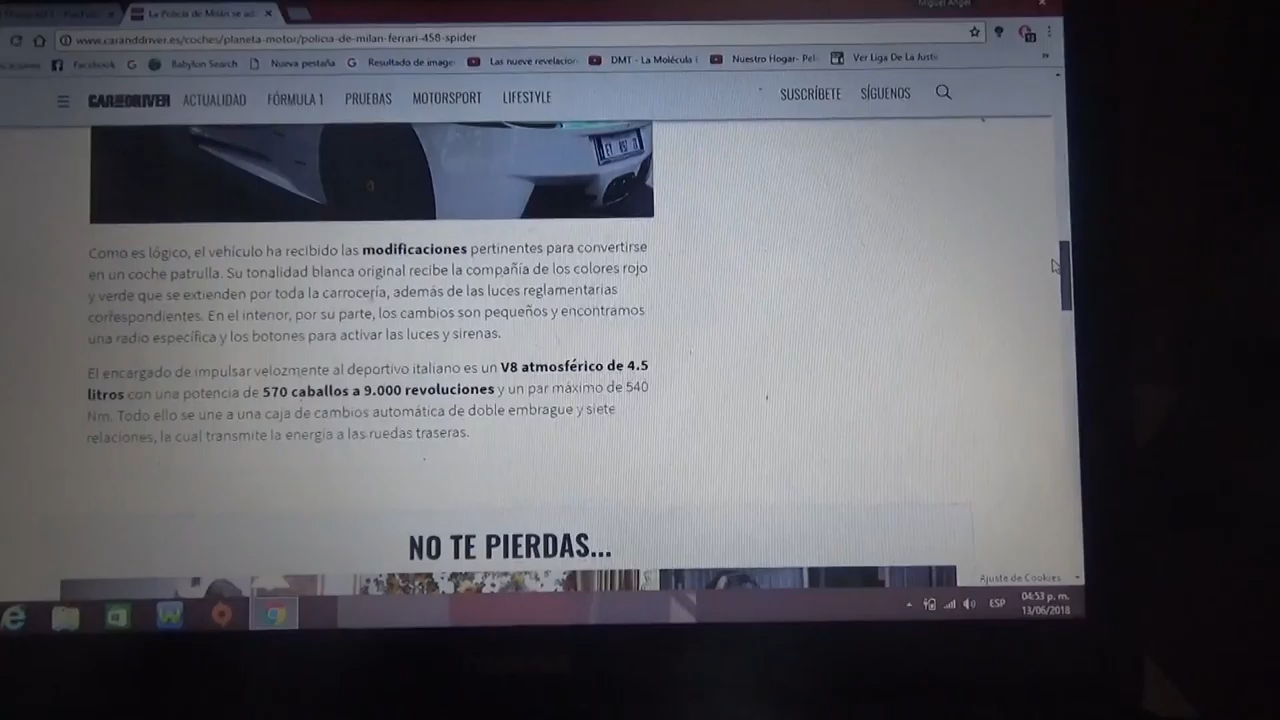 La Policía de Milán se ad
Miguel Angel
www.caranddriver.es/coches/planeta-motor/policia-de-milan-ferrari-458-spider
Facebook Babylon Search Nueva pestaña Resultado de image Las nueve revelacion DMT - La Molécula Nuestro Hogar- Pel Ver Liga De La Justi
CAR AND DRIVER ACTUALIDAD FÓRMULA 1 PRUEBAS MOTORSPORT LIFESTYLE SUSCRÍBETE SÍGUENOS
Como es lógico, el vehículo ha recibido las modificaciones pertinentes para convertirse
en un coche patrulla. Su tonalidad blanca original recibe la compañía de los colores rojo
y verde que se extienden por toda la carrocería, además de las luces reglamentarias
correspondientes. En el interior, por su parte, los cambios son pequeños y encontramos
una radio específica y los botones para activar las luces y sirenas.
El encargado de impulsar velozmente al deportivo italiano es un V8 atmosférico de 4.5
litros con una potencia de 570 caballos a 9.000 revoluciones y un par máximo de 540
Nm. Todo ello se une a una caja de cambios automática de doble embrague y siete
relaciones, la cual transmite la energía a las ruedas traseras.
NO TE PIERDAS...
Ajuste de Cookies
ESP
04:53 p. m.
13/06/2018